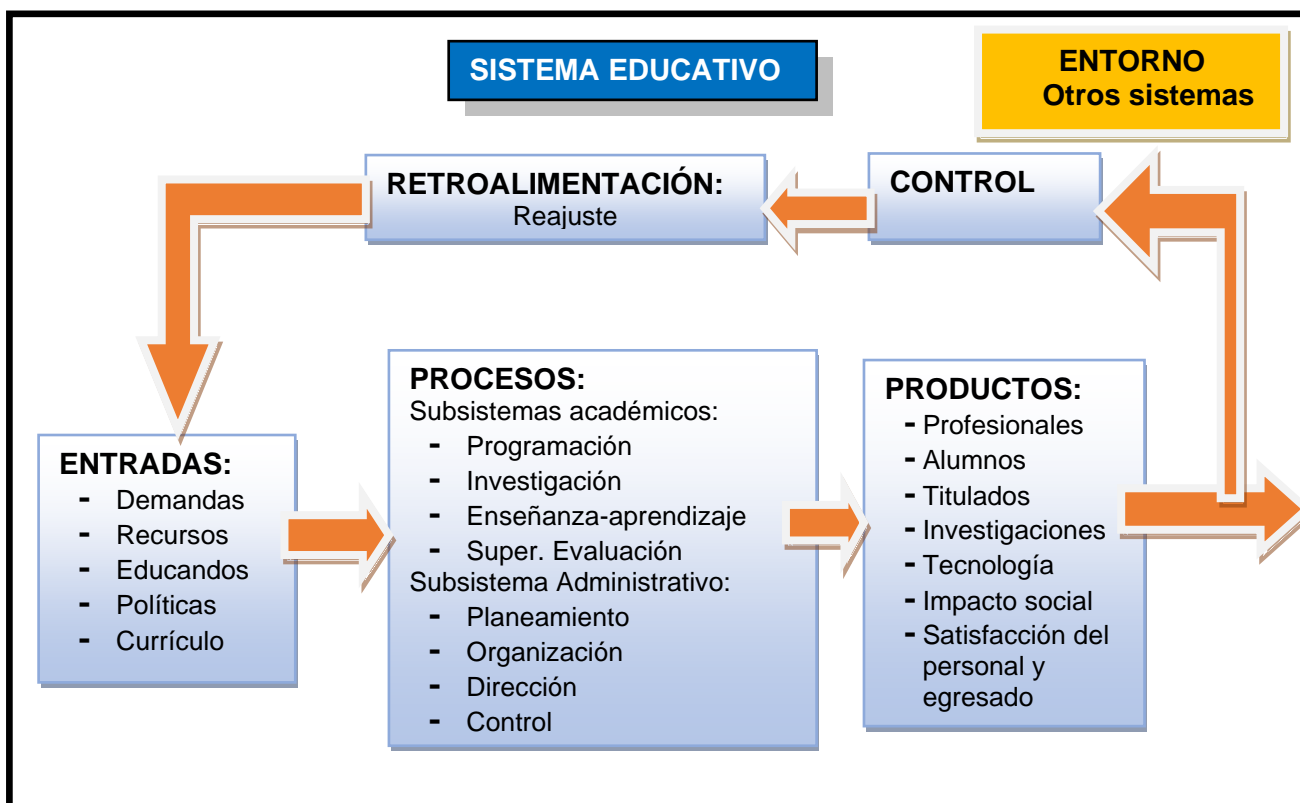 SISTEMA EDUCATIVO
ENTORNO
Otros sistemas
RETROALIMENTACIÓN:
Reajuste
CONTROL
ENTRADAS:
- Demandas
- Recursos
- Educandos
- Políticas
- Currículo
PROCESOS:
Subsistemas académicos:
- Programación
- Investigación
- Enseñanza-aprendizaje
- Super. Evaluación
Subsistema Administrativo:
- Planeamiento
- Organización
- Dirección
- Control
PRODUCTOS:
- Profesionales
- Alumnos
- Titulados
- Investigaciones
- Tecnología
- Impacto social
- Satisfacción del
personal y
egresado